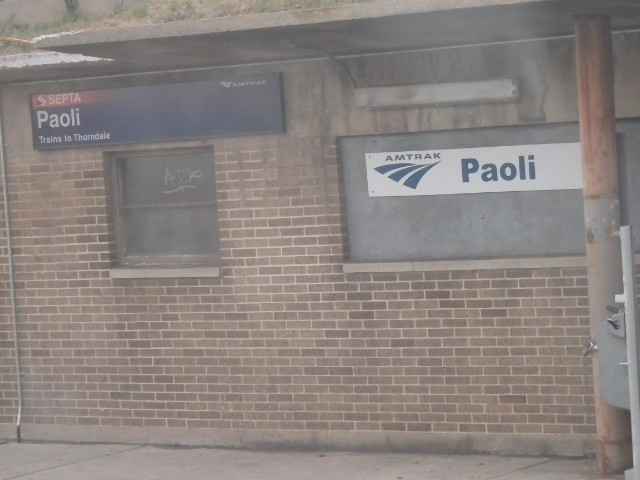 SEPTA
AMTRAK
Paoli
Trains to Thorndale
AMTRAK
Paoli